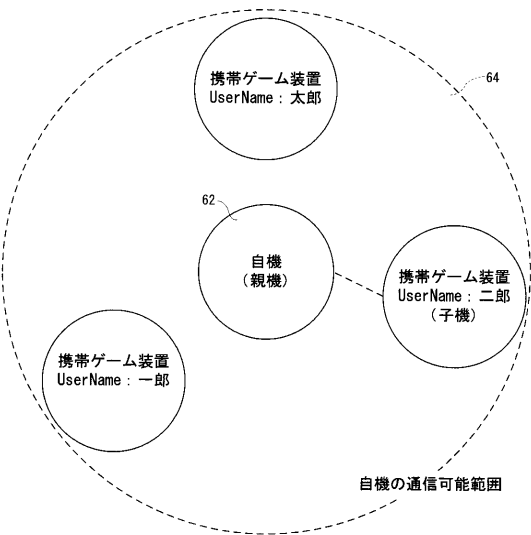 携帯ゲーム装置
UserName：太郎
64
62
自機
（親機）
携帯ゲーム装置
UserName：二郎
（子機）
携帯ゲーム装置
UserName：一郎
自機の通信可能範囲